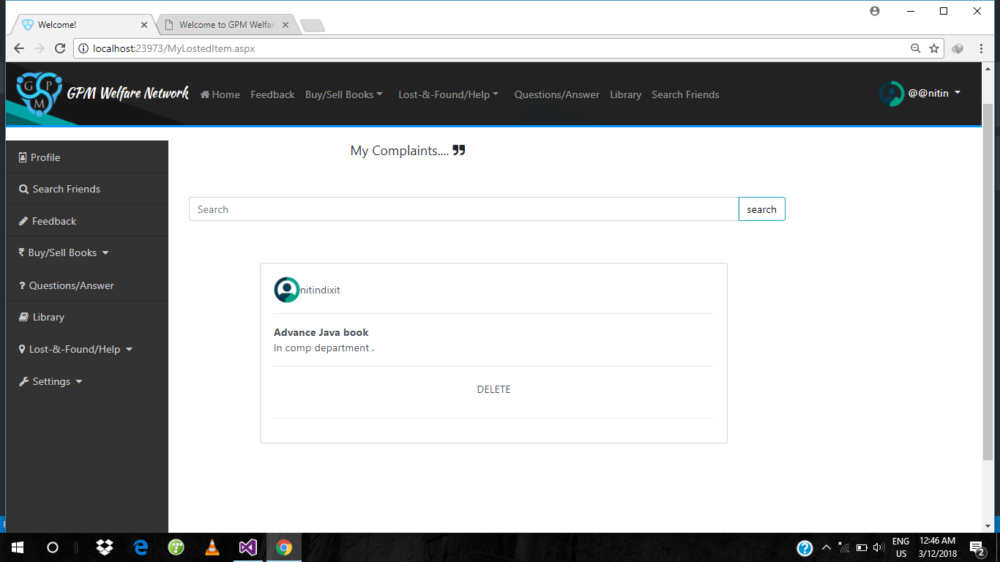 Welcome!
Welcome to GPM Welfar
localhost:23973/MyLostedItem.aspx
G P M
GPM Welfare Network
Home Feedback Buy/Sell Books Lost-&-Found/Help Questions/Answer Library Search Friends
@@nitin
Profile
Search Friends
Feedback
₹ Buy/Sell Books
? Questions/Answer
Library
Lost-&-Found/Help
Settings
My Complaints.... ❞
Search
search
nitindixit
Advance Java book
In comp department .
DELETE
ENG
US
12:46 AM
3/12/2018
2